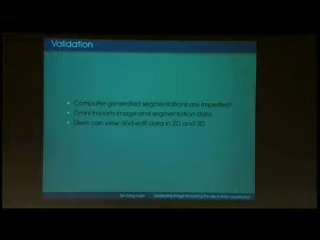 Validation
Computer generated segmentations are imperfect
Omni imports image and segmentation data
Users can view and edit data in 2D and 3D